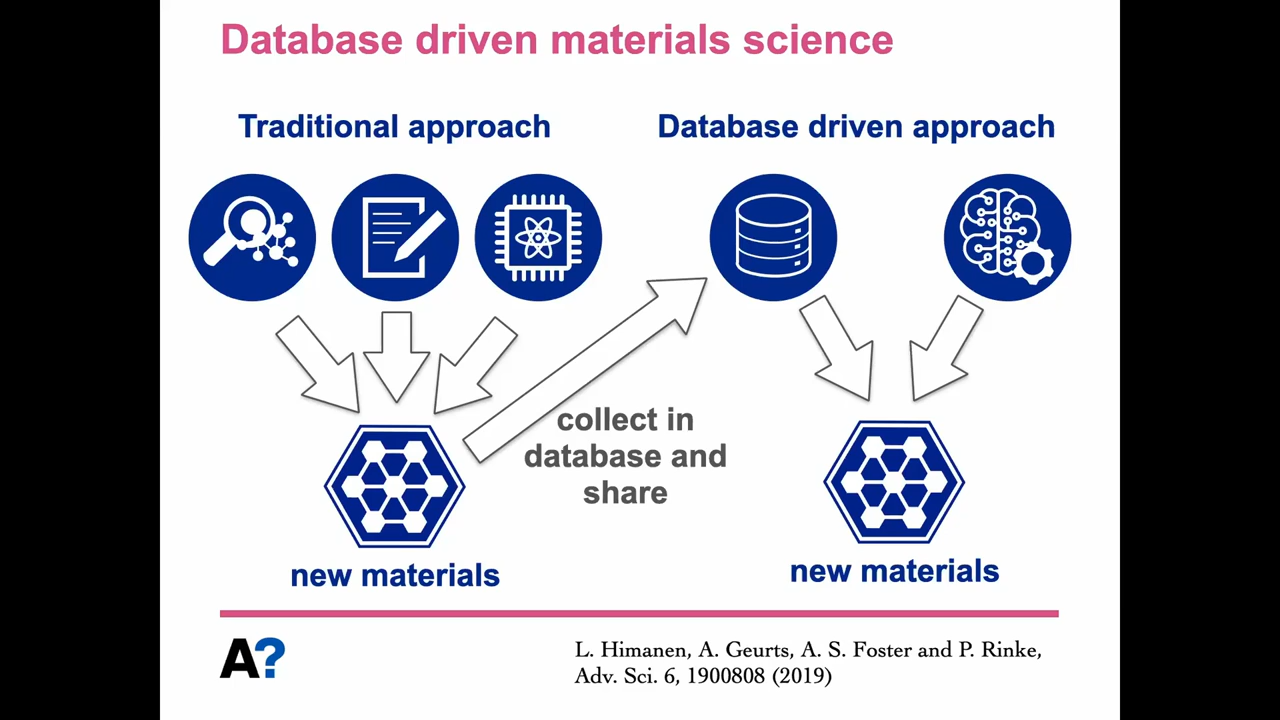 Database driven materials science
Traditional approach
Database driven approach
collect in
database and
share
new materials
new materials
A?
L. Himanen, A. Geurts, A. S. Foster and P. Rinke,
Adv. Sci. 6, 1900808 (2019)